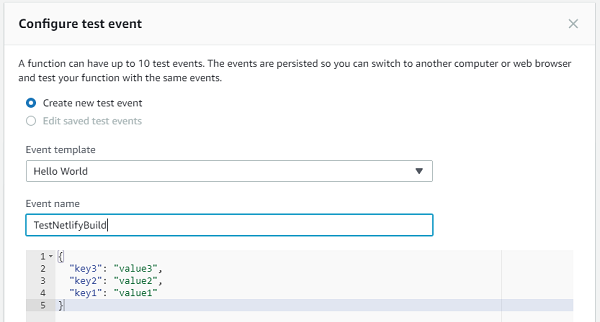 Configure test event
A function can have up to 10 test events. The events are persisted so you can switch to another computer or web browser
and test your function with the same events.
Create new test event
Edit saved test events
Event template
Hello World
Event name
TestNetlifyBuild
1 {
2 "key3": "value3",
3 "key2": "value2",
4 "key1": "value1"
5 }